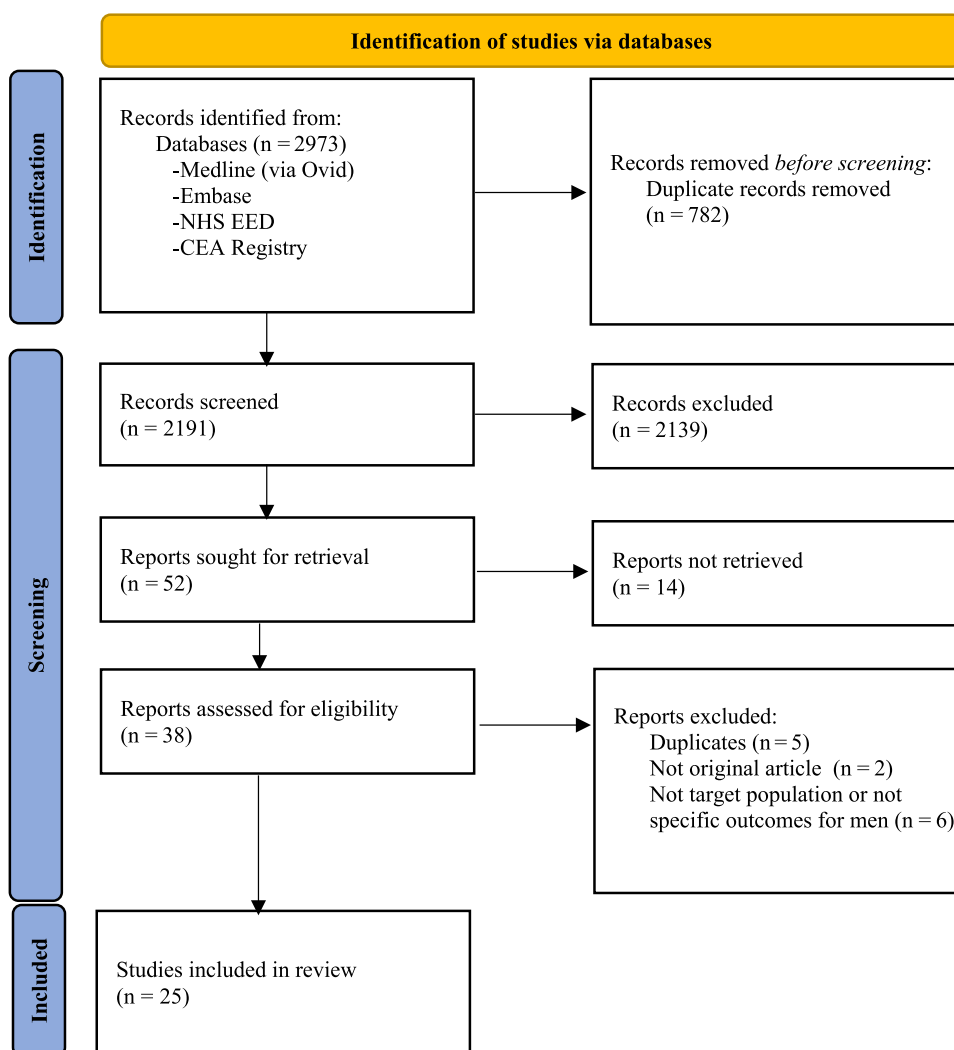 Identification of studies via databases
Identification
Records identified from:
Databases (n = 2973)
-Medline (via Ovid)
-Embase
-NHS EED
-CEA Registry
Records removed before screening:
Duplicate records removed
(n = 782)
Screening
Records screened
(n = 2191)
Records excluded
(n = 2139)
Reports sought for retrieval
(n = 52)
Reports not retrieved
(n = 14)
Reports assessed for eligibility
(n = 38)
Reports excluded:
Duplicates (n = 5)
Not original article (n = 2)
Not target population or not
specific outcomes for men (n = 6)
Included
Studies included in review
(n = 25)